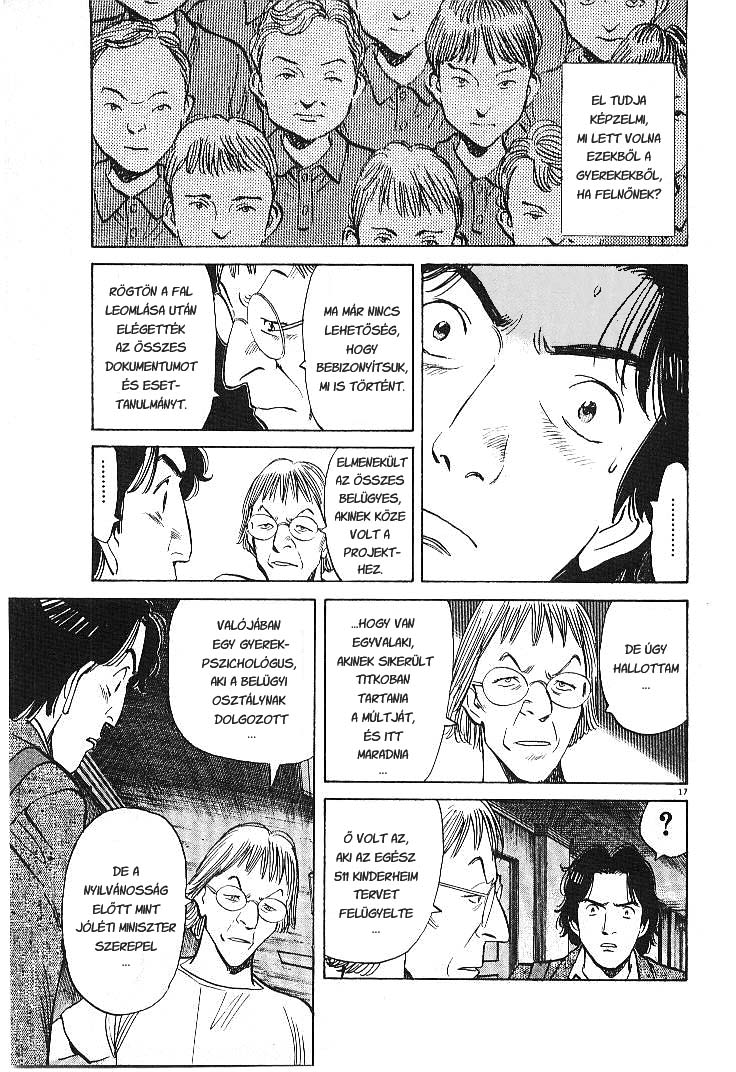 EL TUDJA
KÉPZELMI,
MI LETT VOLNA
EZEKBŐL A
GYEREKEKBŐL,
HA FELNŐNEK?
MA MÁR NINCS
LEHETŐSÉG,
HOGY
BEBIZONYÍTSUK,
MI IS TÖRTÉNT.
RÖGTÖN A FAL
LEOMLÁSA UTÁN
ELÉGETTÉK
AZ ÖSSZES
DOKUMENTUMOT
ÉS ESET-
TANULMÁNYT.
ELMENEKÜLT
AZ ÖSSZES
BELÜGYES,
AKINEK KÖZE
VOLT A
PROJEKT-
HEZ.
........
........
DE ÚGY
HALLOTTAM
...
...HOGY VAN
EGYVALAKI,
AKINEK SIKERÜLT
TITKOBAN
TARTANIA
A MÚLTJÁT,
ÉS ITT
MARADNIA
...
17
?
Ő VOLT AZ,
AKI AZ EGÉSZ
511 KINDERHEIM
TERVET
FELÜGYELTE
...
VALÓJÁBAN
EGY GYEREK-
PSZICHOLÓGUS,
AKI A BELÜGYI
OSZTÁLYNAK
DOLGOZOTT
...
DE A
NYILVÁNOSSÁG
ELŐTT MINT
JÓLÉTI MINISZTER
SZEREPEL
...